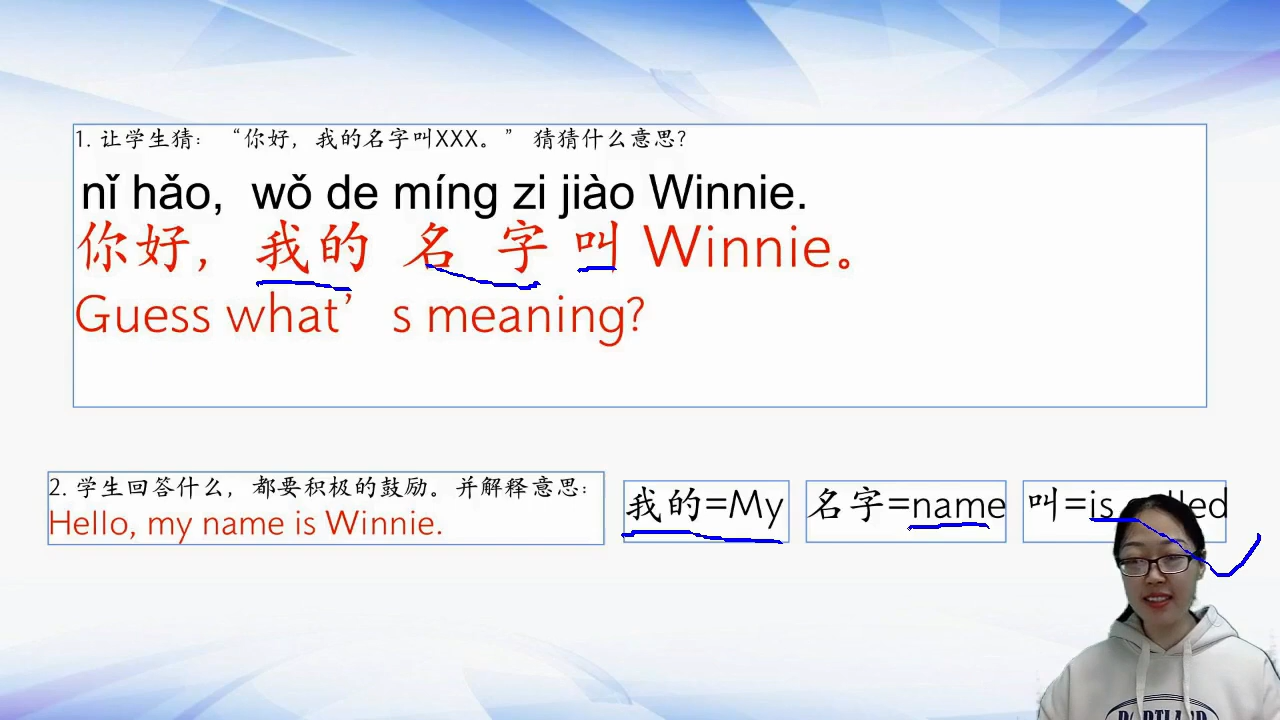 1. 让学生猜：“你好，我的名字叫XXX。”猜猜什么意思？
nǐ hǎo, wǒ de míng zi jiào Winnie.
你好，我的 名 字 叫 Winnie。
Guess what’s meaning?
2. 学生回答什么，都要积极的鼓励。并解释意思：
Hello, my name is Winnie.
我的=My
名字=name
叫=is
PORTLAND